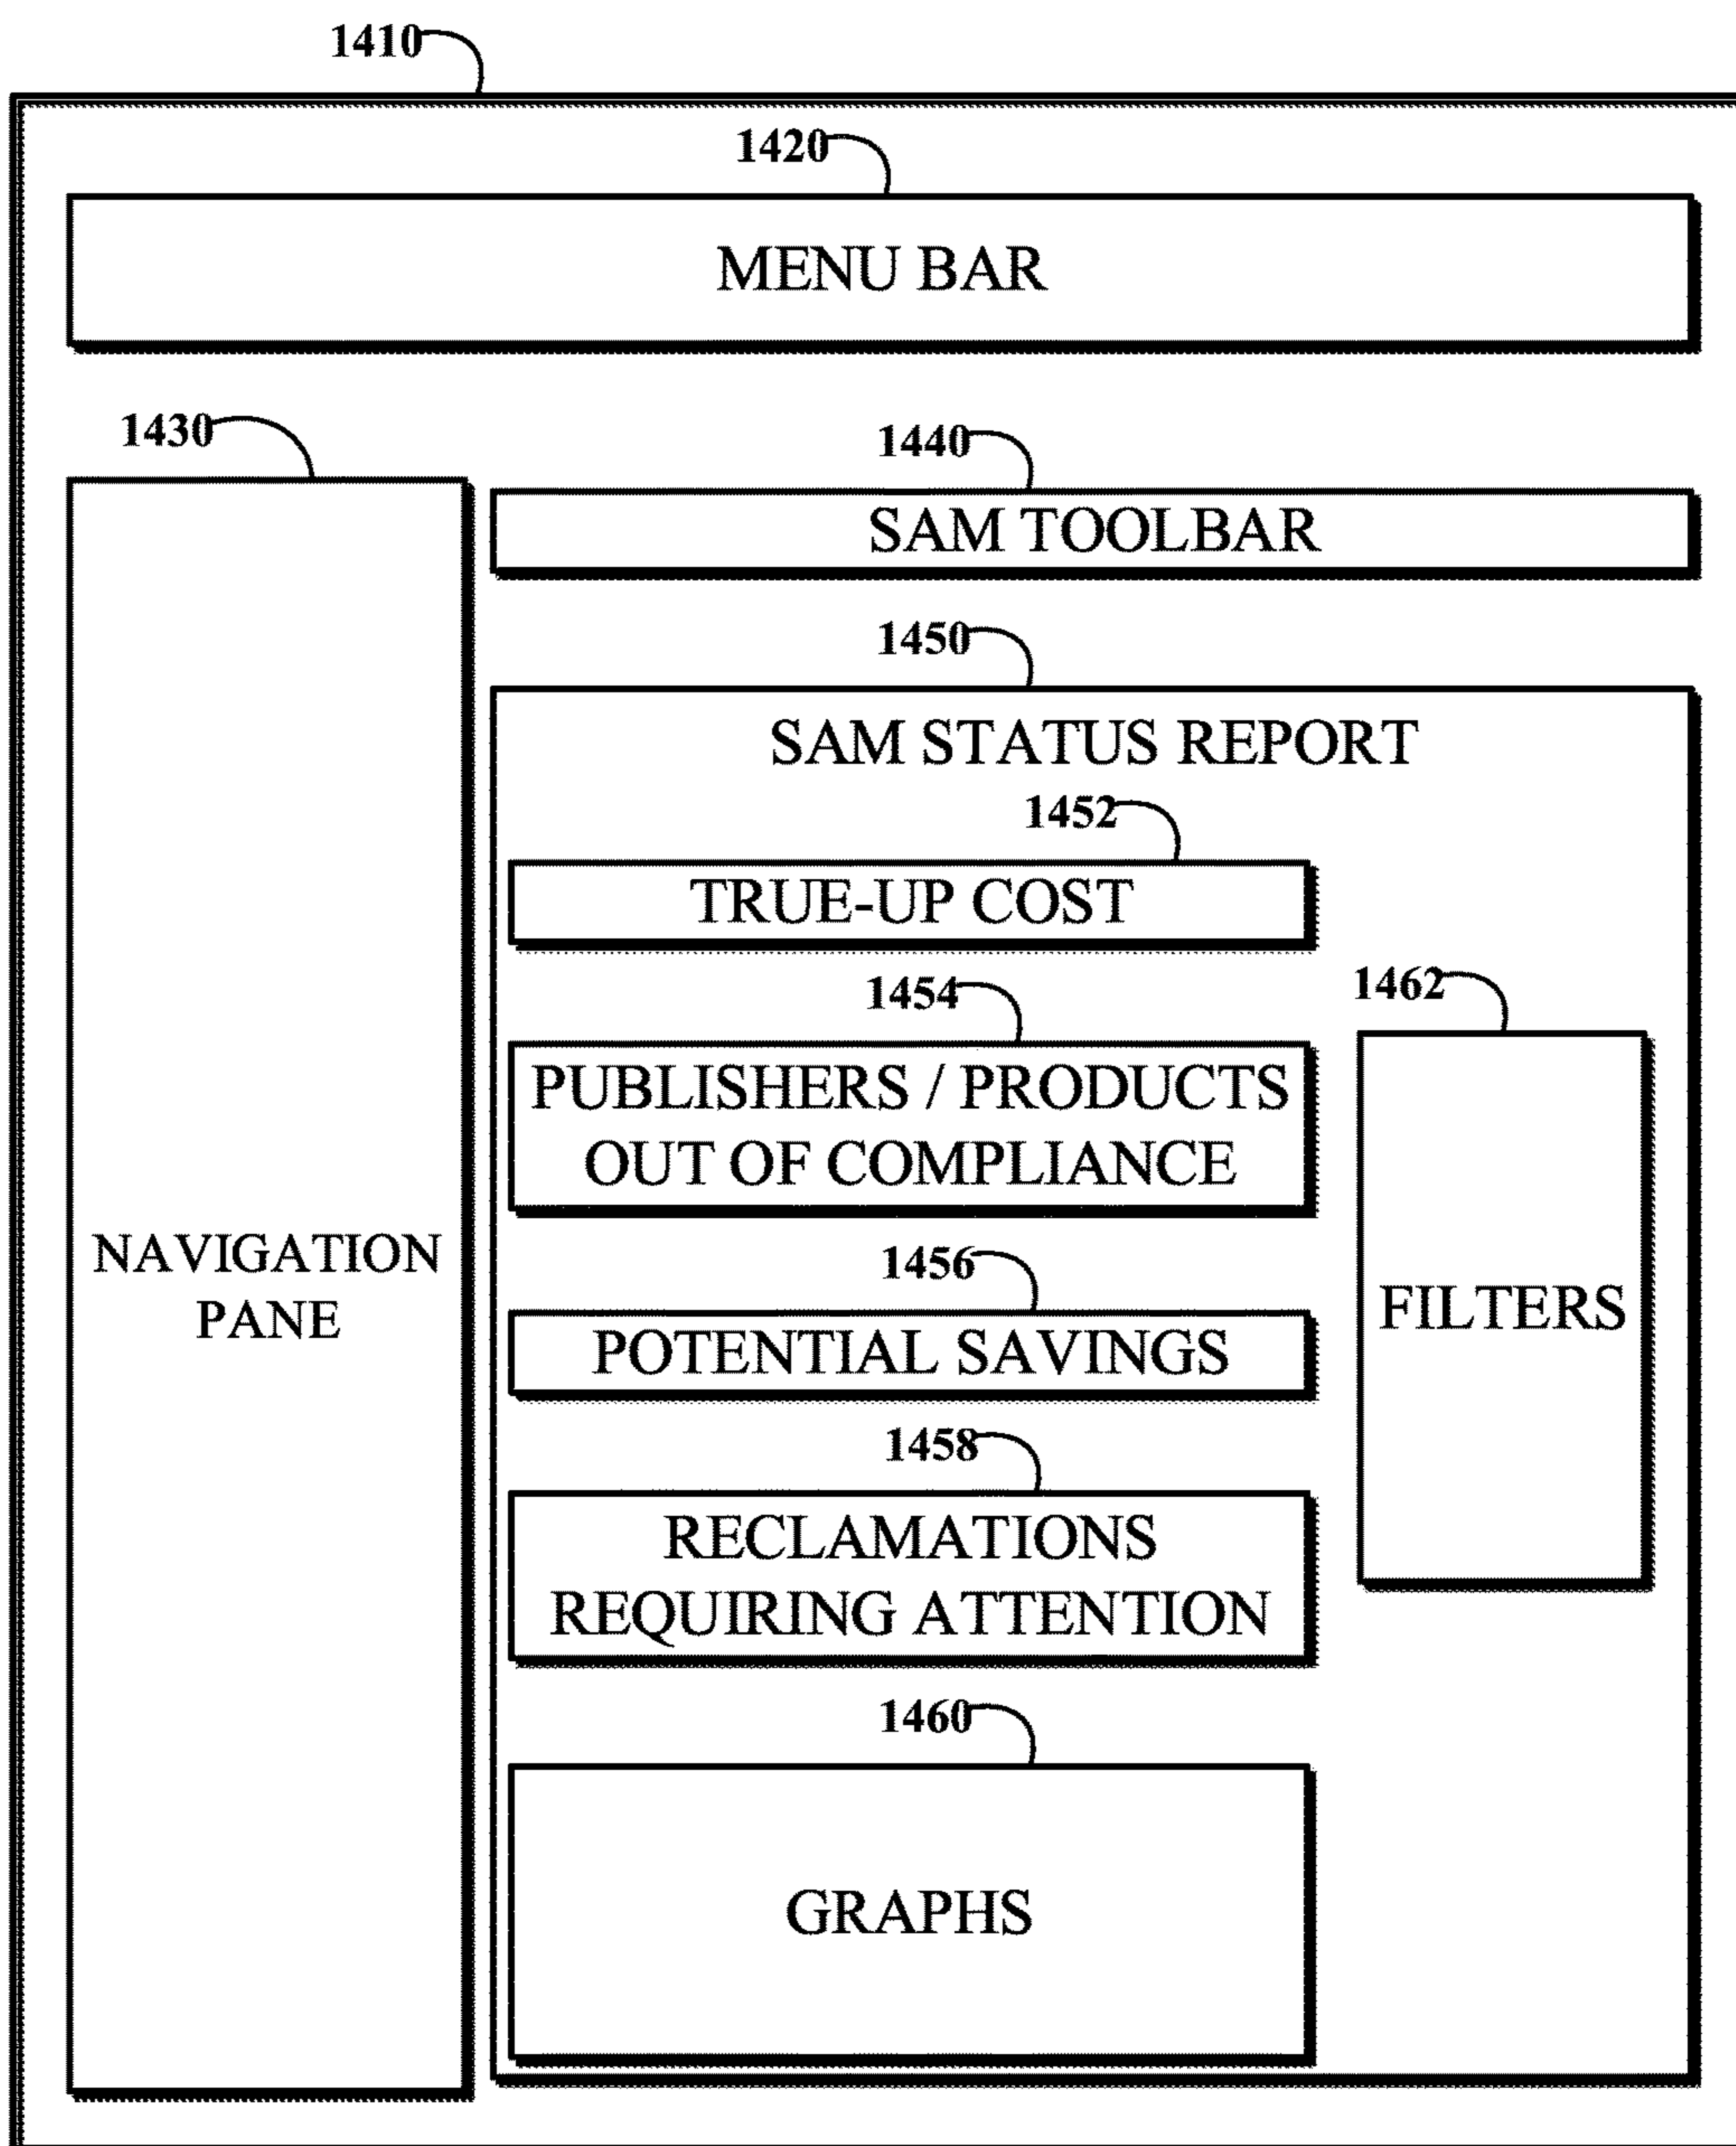 1410
1420
MENU BAR
1430
1440
SAM TOOLBAR
1450
SAM STATUS REPORT
1452
TRUE-UP COST
1454
1462
PUBLISHERS / PRODUCTS
OUT OF COMPLIANCE
NAVIGATION
PANE
1456
FILTERS
POTENTIAL SAVINGS
1458
RECLAMATIONS
REQUIRING ATTENTION
1460
GRAPHS